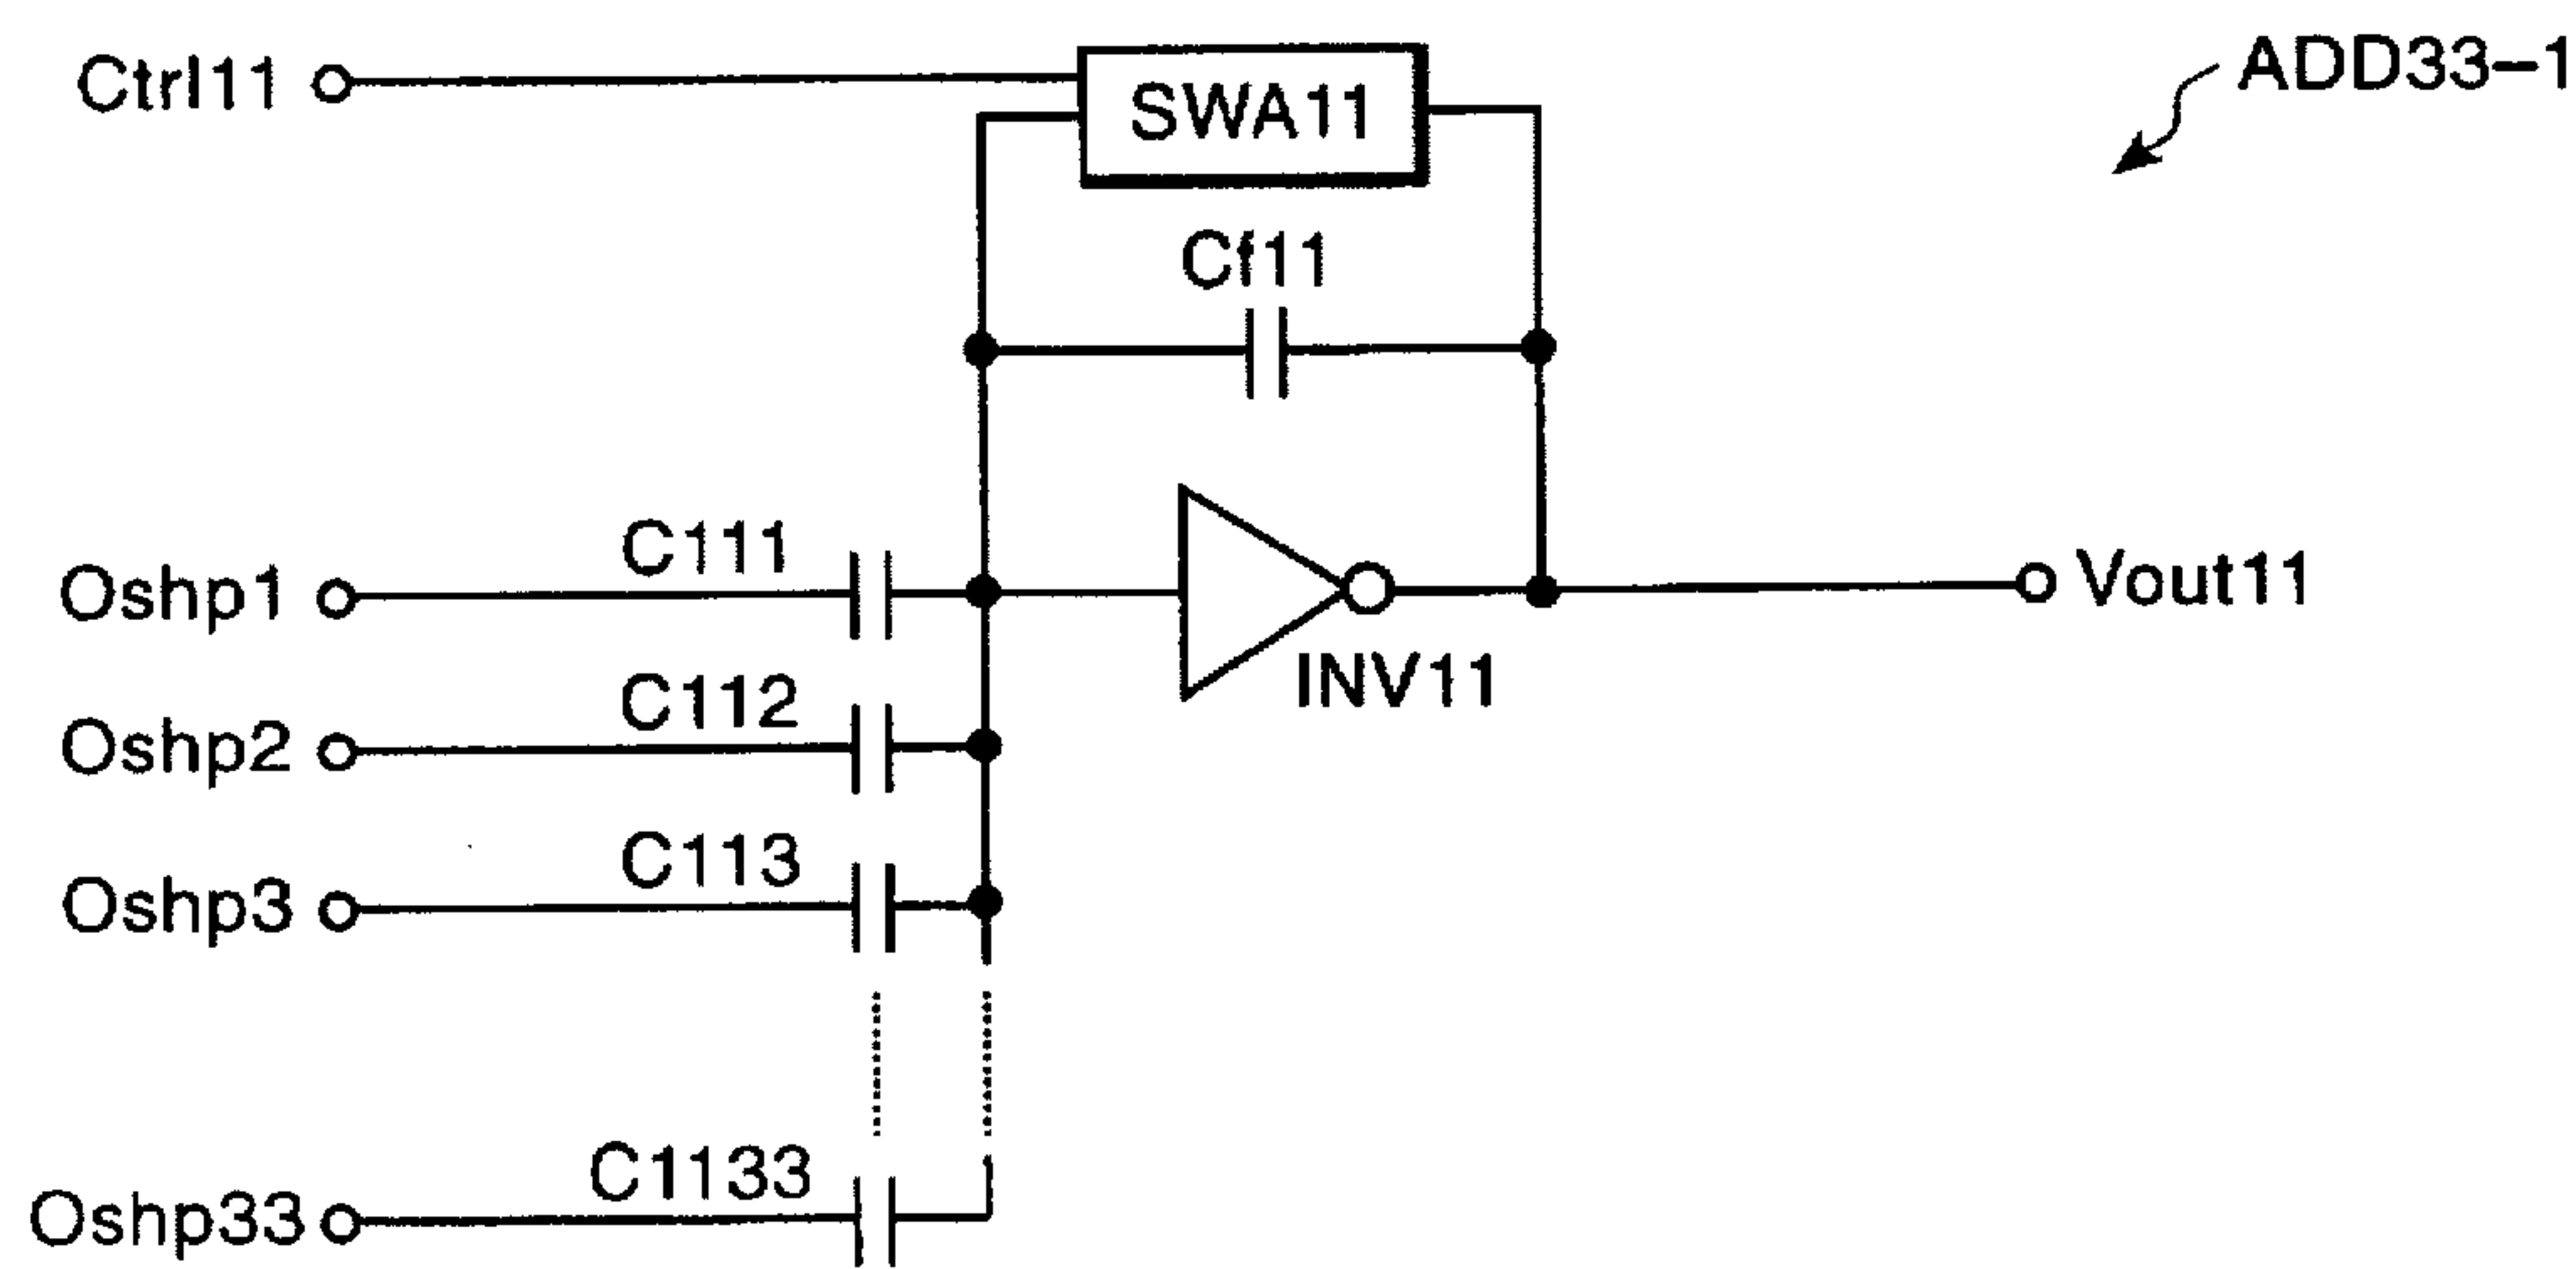 Ctrl11
SWA11
ADD33-1
Cf11
C111
Oshp1
Vout11
INV11
C112
Oshp2
C113
Oshp3
C1133
Oshp33